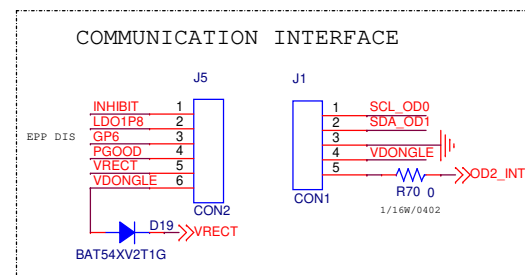 COMMUNICATION INTERFACE
J5
INHIBIT 1
LDO1P8 2
EPP DIS GP6 3
PGOOD 4
VRECT 5
VDONGLE 6
CON2
D19 VRECT
BAT54XV2T1G
J1
1 SCL_OD0
2 SDA_OD1
3
4 VDONGLE
5 OD2_INT
R70 0
CON1
1/16W/0402